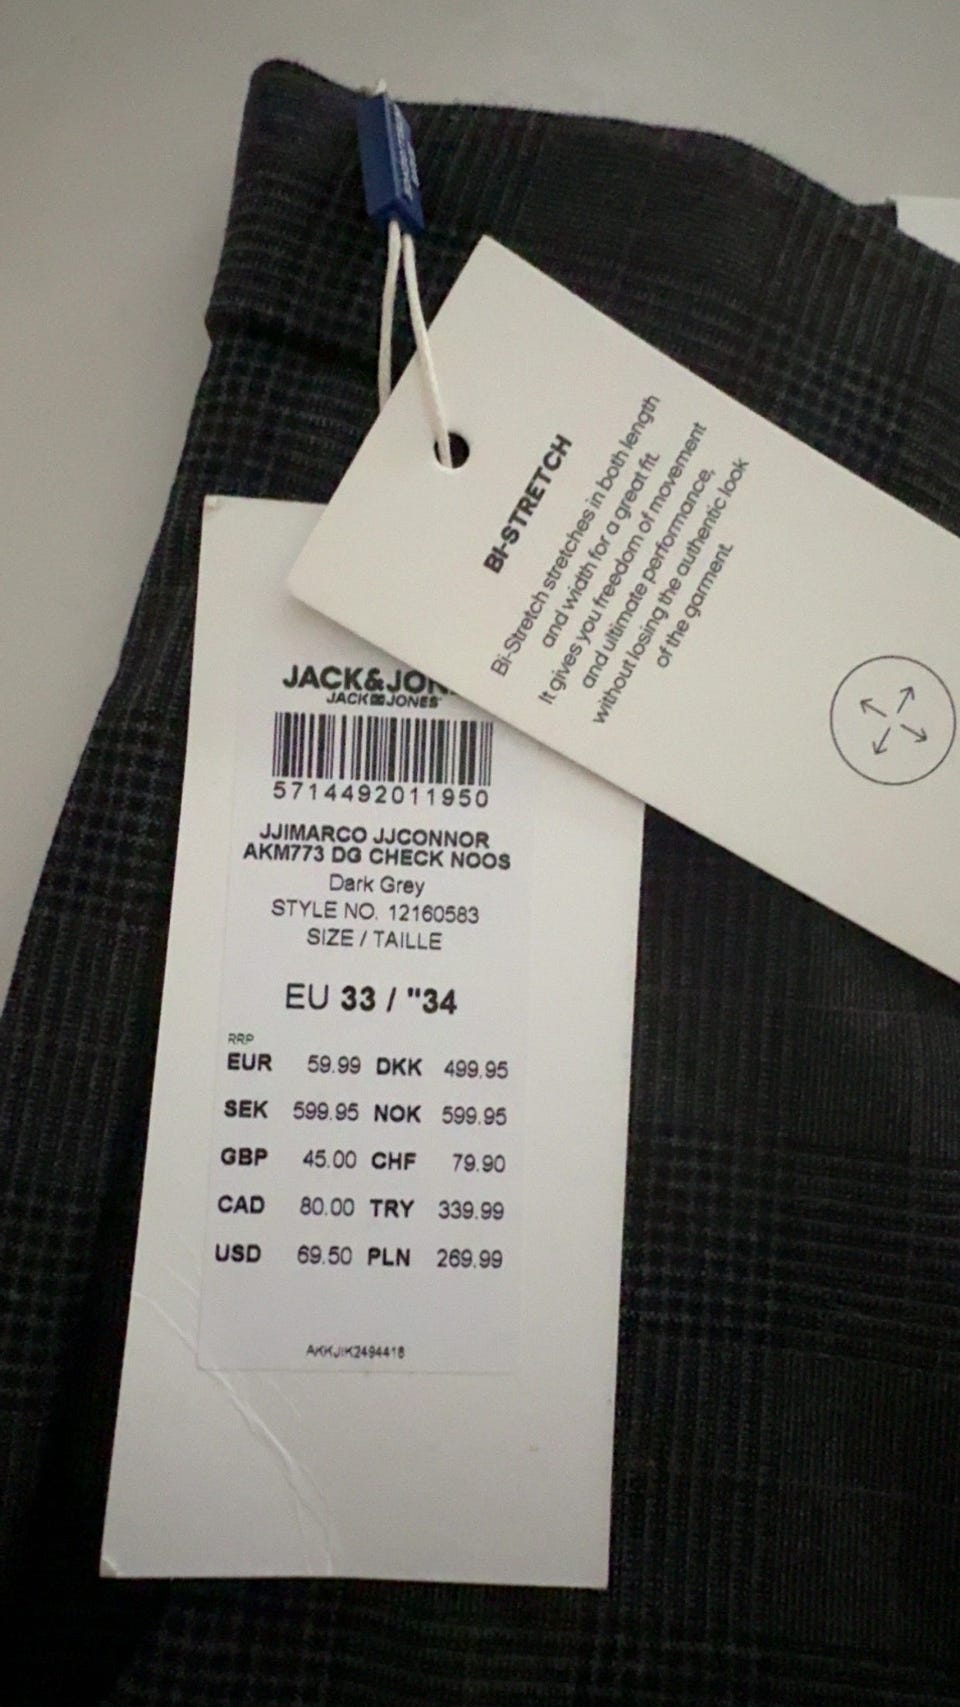 BI-STRETCH
Bi-Stretch stretches in both length
and width for a great fit.
It gives you freedom of movement
and ultimate performance,
without losing the authentic look
of the garment.
JACK&JON
JACK JONES
5714492011950
JJIMARCO JJCONNOR
AKM773 DG CHECK NOOS
Dark Grey
STYLE NO. 12160583
SIZE / TAILLE
EU 33 / "34
RRP
EUR 59.99 DKK 499.95
SEK 599.95 NOK 599.95
GBP 45.00 CHF 79.90
CAD 80.00 TRY 339.99
USD 69.50 PLN 269.99
AKKJIK2494416